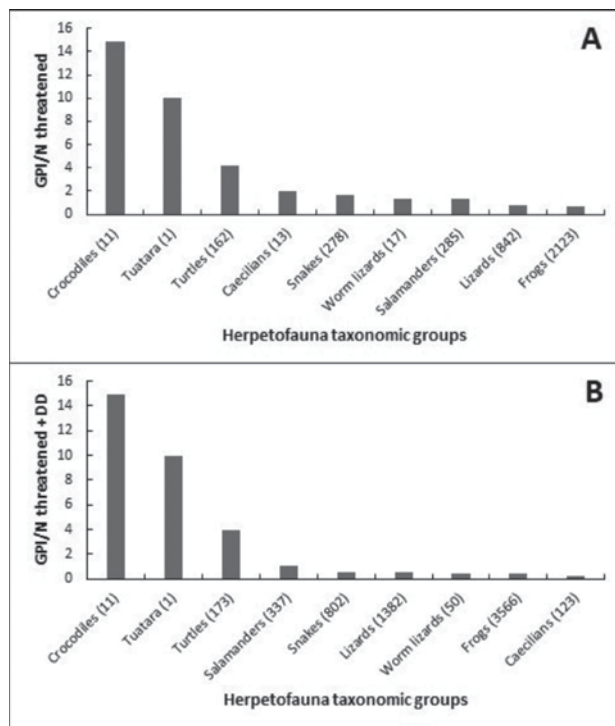 A
GPI/N threatened
16
14
12
10
8
6
4
2
0
Crocodiles (11)
Tuatara (1)
Turtles (162)
Caecilians (13)
Snakes (278)
Worm lizards (17)
Salamanders (285)
Lizards (842)
Frogs (2123)
Herpetofauna taxonomic groups
B
GPI/N threatened + DD
16
14
12
10
8
6
4
2
0
Crocodiles (11)
Tuatara (1)
Turtles (173)
Salamanders (337)
Snakes (802)
Lizards (1382)
Worm lizards (50)
Frogs (3566)
Caecilians (123)
Herpetofauna taxonomic groups